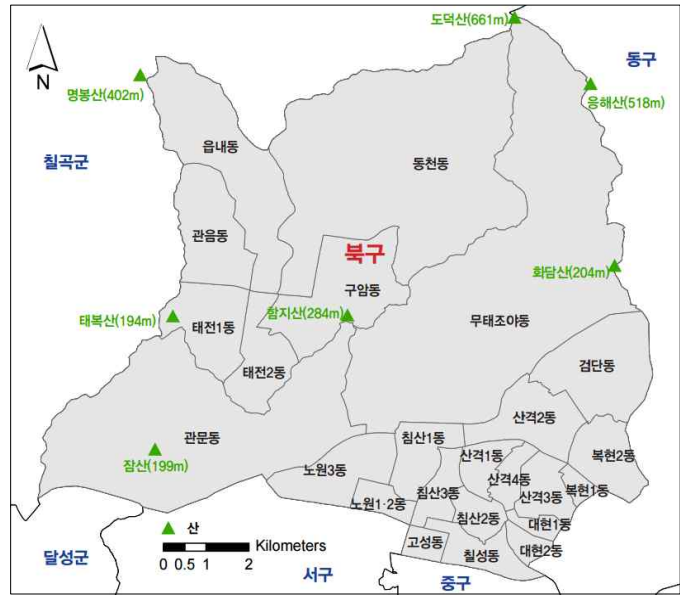 도덕산(661m)
동구
N
명봉산(402m)
응해산(518m)
칠곡군
읍내동
동천동
관음동
북구
화담산(204m)
구암동
태복산(194m)
함지산(284m)
무태조야동
태전1동
검단동
태전2동
산격2동
관문동
침산1동
잠산(199m)
노원3동
산격1동
복현2동
산격4동
침산3동
산격3동
복현1동
노원1·2동
침산2동
대현1동
산
고성동
칠성동
대현2동
Kilometers
달성군
0 0.5 1 2
서구
중구